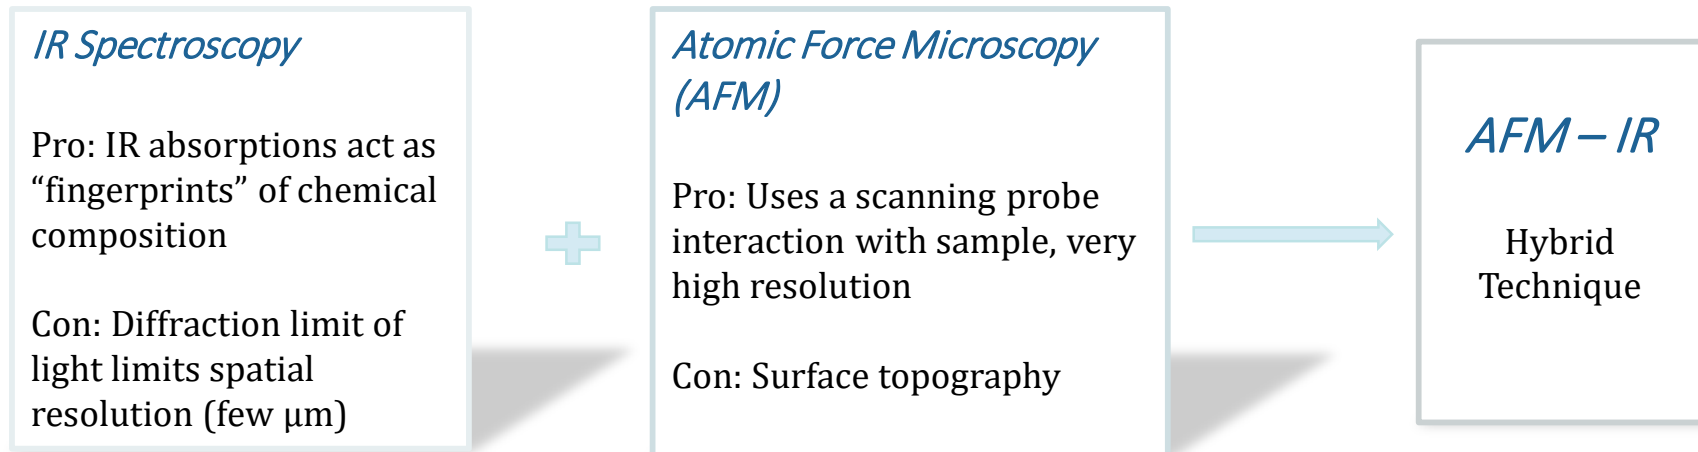 IR Spectroscopy
Pro: IR absorptions act as
“fingerprints” of chemical
composition
Con: Diffraction limit of
light limits spatial
resolution (few μm)
Atomic Force Microscopy
(AFM)
Pro: Uses a scanning probe
interaction with sample, very
high resolution
Con: Surface topography
AFM – IR
Hybrid
Technique